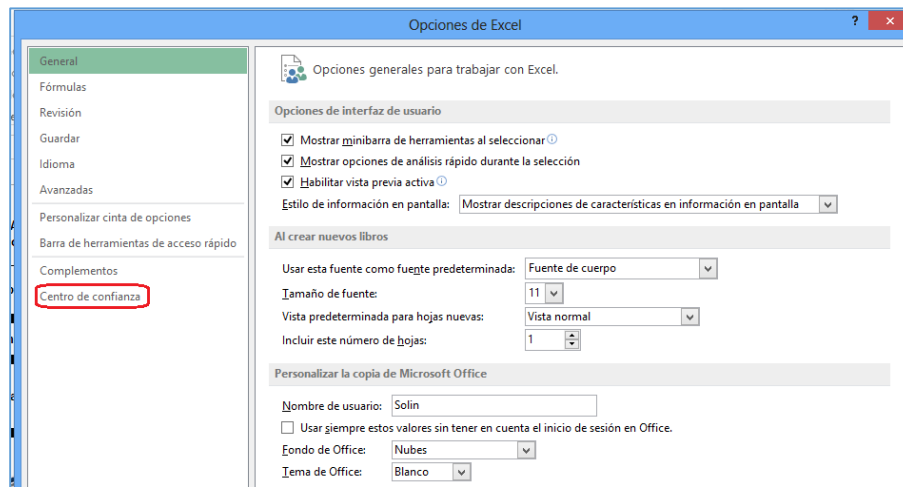 Opciones de Excel
?
×
General
Fórmulas
Revisión
Guardar
Idioma
Avanzadas
Personalizar cinta de opciones
Barra de herramientas de acceso rápido
Complementos
Centro de confianza
Opciones generales para trabajar con Excel.
Opciones de interfaz de usuario
Mostrar minibarra de herramientas al seleccionar
Mostrar opciones de análisis rápido durante la selección
Habilitar vista previa activa
Estilo de información en pantalla: Mostrar descripciones de características en información en pantalla
Al crear nuevos libros
Usar esta fuente como fuente predeterminada: Fuente de cuerpo
Tamaño de fuente: 11
Vista predeterminada para hojas nuevas: Vista normal
Incluir este número de hojas: 1
Personalizar la copia de Microsoft Office
Nombre de usuario: Solin
Usar siempre estos valores sin tener en cuenta el inicio de sesión en Office.
Fondo de Office: Nubes
Tema de Office: Blanco